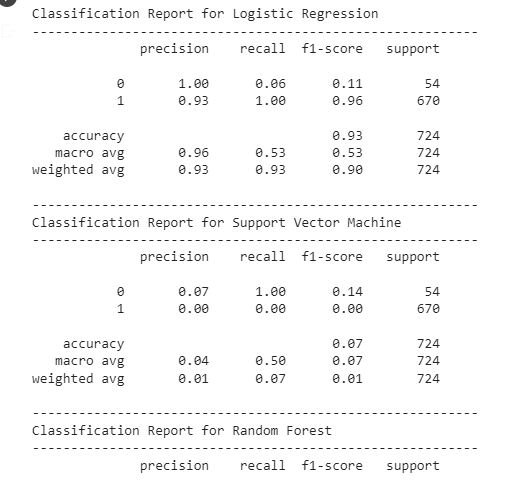 Classification Report for Logistic Regression
---------------------------------------------------------
precision recall f1-score support
0 1.00 0.06 0.11 54
1 0.93 1.00 0.96 670
accuracy 0.93 724
macro avg 0.96 0.53 0.53 724
weighted avg 0.93 0.93 0.90 724
---------------------------------------------------------
Classification Report for Support Vector Machine
---------------------------------------------------------
precision recall f1-score support
0 0.07 1.00 0.14 54
1 0.00 0.00 0.00 670
accuracy 0.07 724
macro avg 0.04 0.50 0.07 724
weighted avg 0.01 0.07 0.01 724
---------------------------------------------------------
Classification Report for Random Forest
---------------------------------------------------------
precision recall f1-score support